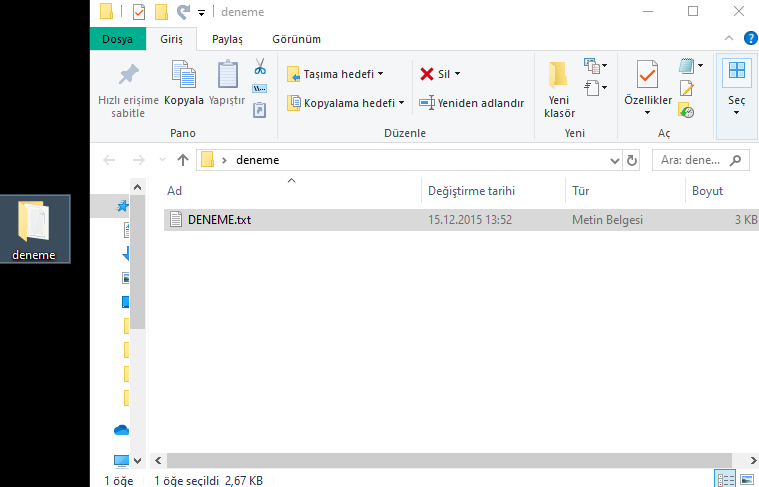 deneme
Dosya Giriş Paylaş Görünüm
Hızlı erişime sabitle
Kopyala
Yapıştır
Taşıma hedefi
Kopyalama hedefi
Sil
Yeniden adlandır
Yeni klasör
Özellikler
Seç
Pano Düzenle Yeni Aç
deneme Ara: dene...
Ad Değiştirme tarihi Tür Boyut
DENEME.txt 15.12.2015 13:52 Metin Belgesi 3 KB
deneme
1 öğe 1 öğe seçildi 2,67 KB